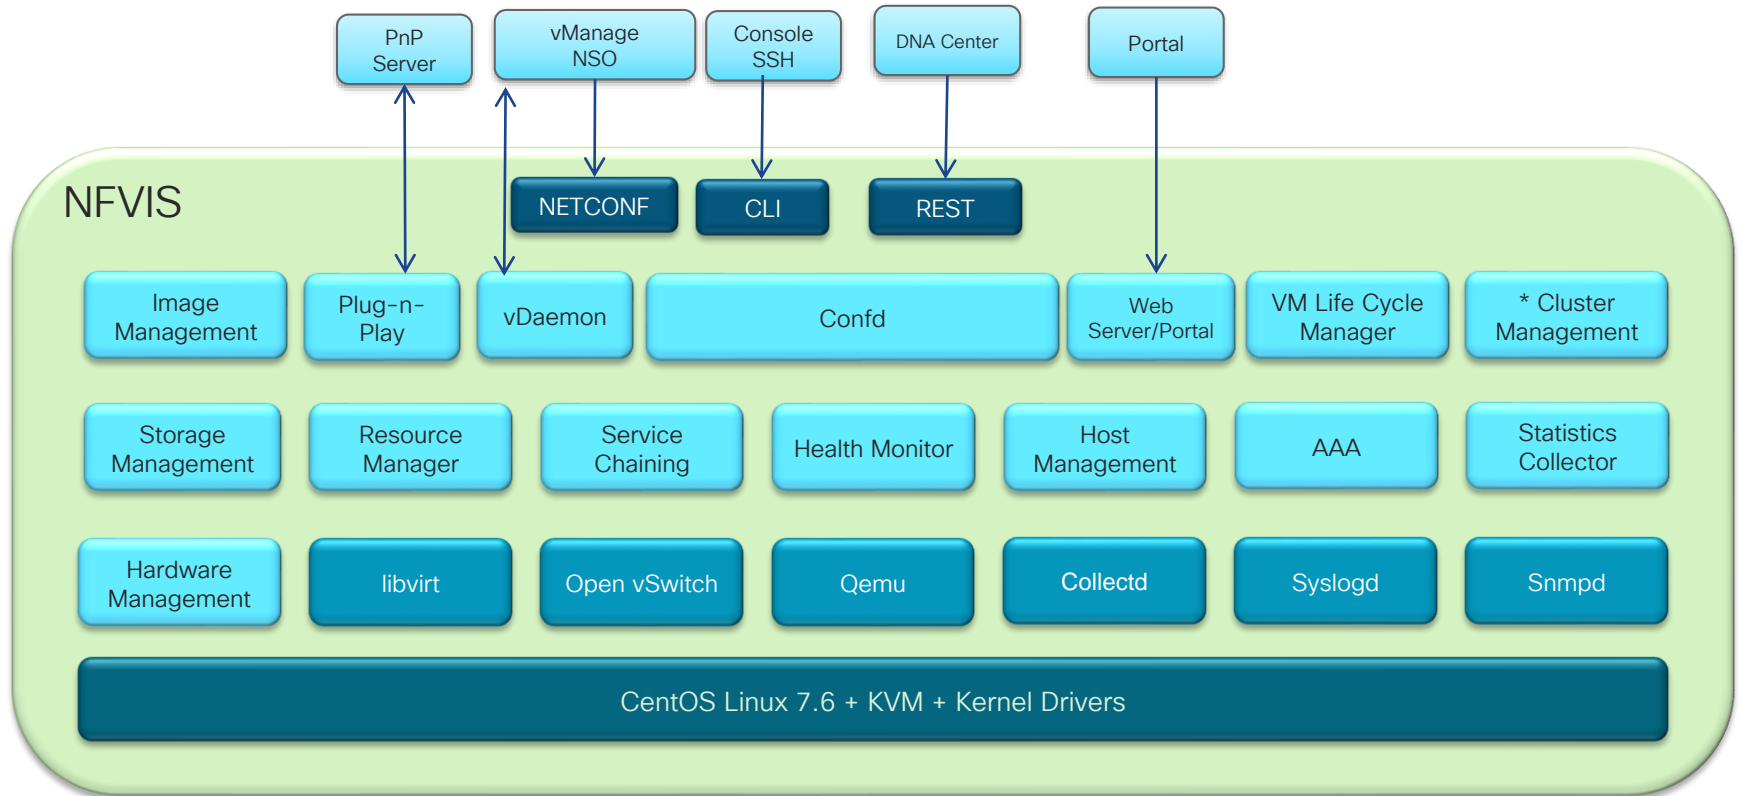 PnP
Server
vManage
NSO
Console
SSH
DNA Center
Portal
NFVIS
NETCONF
CLI
REST
Image
Management
Plug-n-
Play
vDaemon
Confd
Web
Server/Portal
VM Life Cycle
Manager
* Cluster
Management
Storage
Management
Resource
Manager
Service
Chaining
Health Monitor
Host
Management
AAA
Statistics
Collector
Hardware
Management
libvirt
Open vSwitch
Qemu
Collectd
Syslogd
Snmpd
CentOS Linux 7.6 + KVM + Kernel Drivers